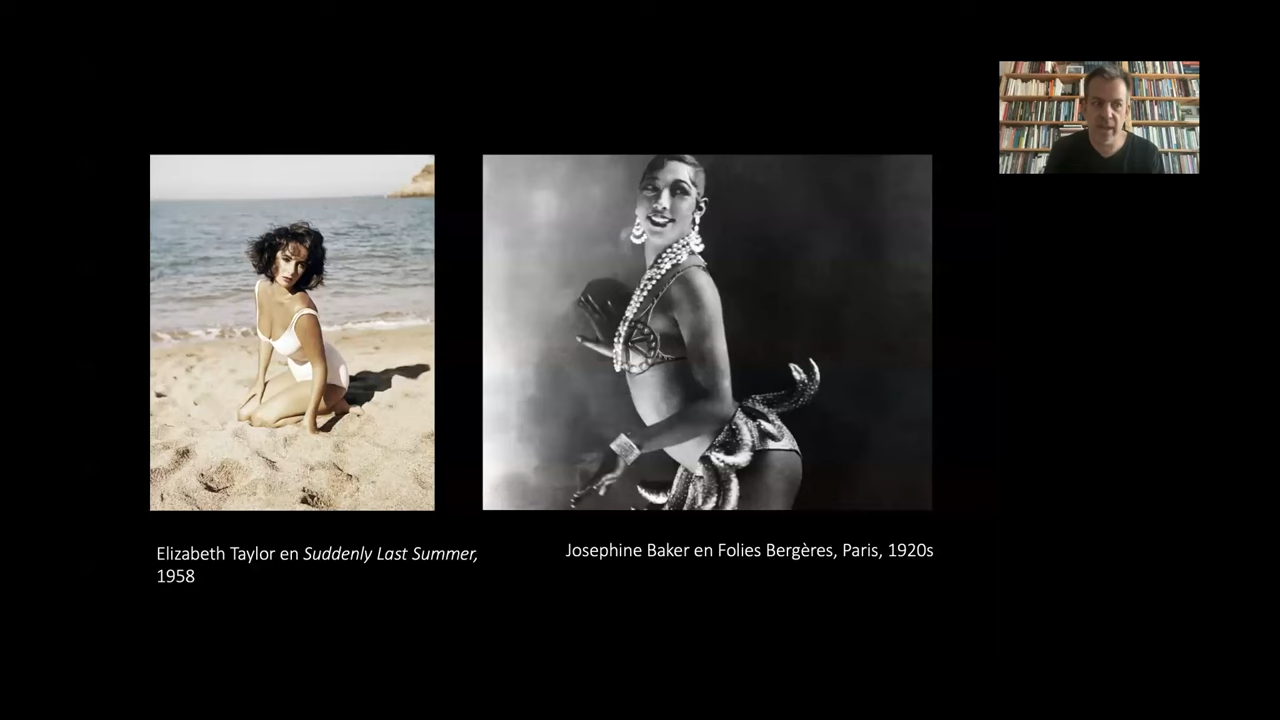 Elizabeth Taylor en Suddenly Last Summer,
1958
Josephine Baker en Folies Bergères, Paris, 1920s